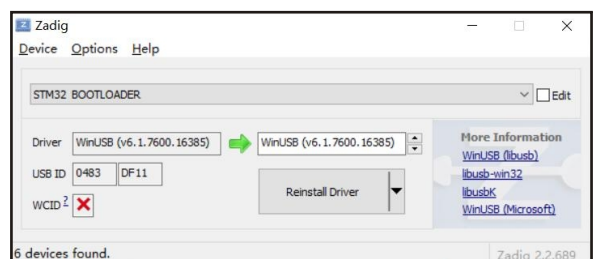 Zadig
Device Options Help
STM32 BOOTLOADER
Edit
Driver WinUSB (v6.1.7600.16385) WinUSB (v6.1.7600.16385)
USB ID 0483 DF11
WCID ?
Reinstall Driver
More Information
WinUSB (libusb)
libusb-win32
libusbK
WinUSB (Microsoft)
6 devices found.
Zadig 2.2.689